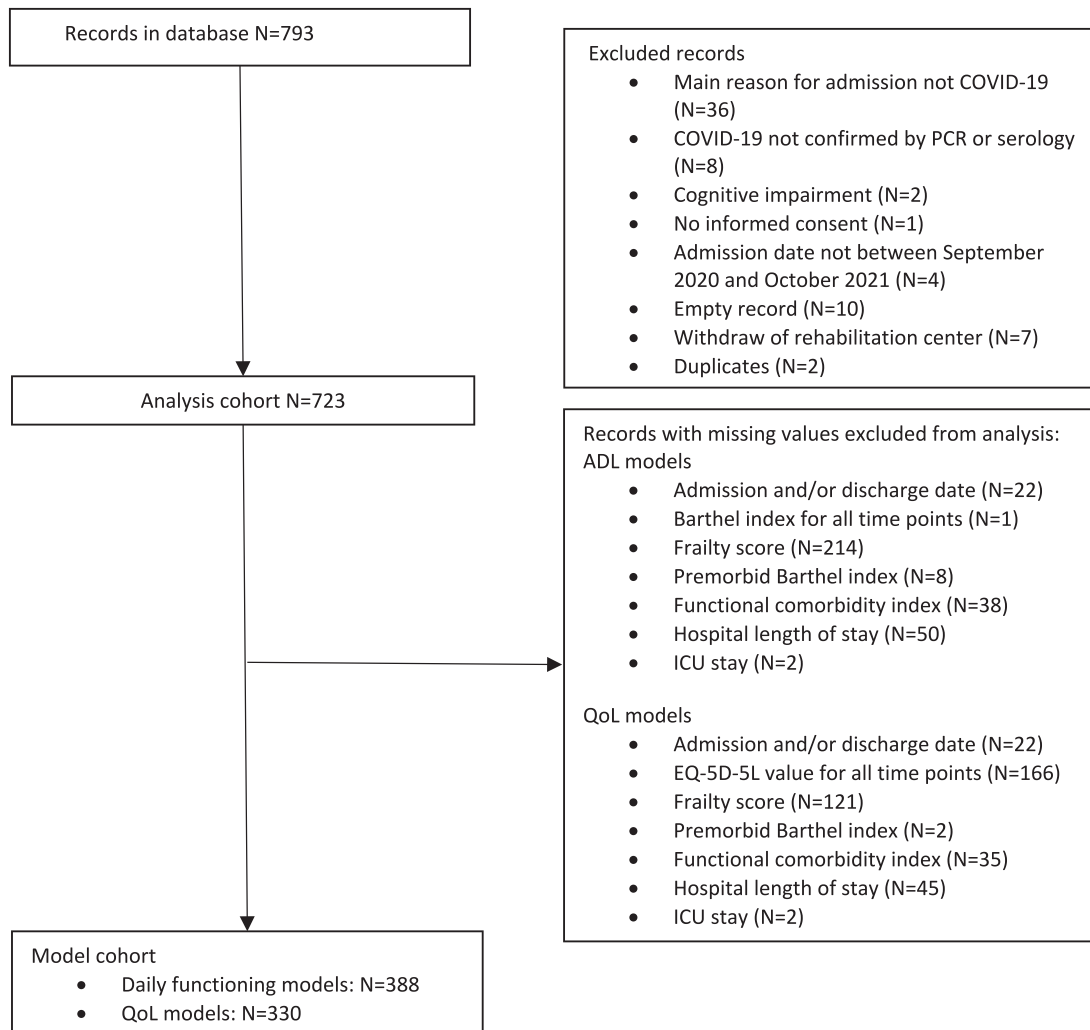 Records in database N=793
Excluded records
• Main reason for admission not COVID-19
(N=36)
• COVID-19 not confirmed by PCR or serology
(N=8)
• Cognitive impairment (N=2)
• No informed consent (N=1)
• Admission date not between September
2020 and October 2021 (N=4)
• Empty record (N=10)
• Withdraw of rehabilitation center (N=7)
• Duplicates (N=2)
Analysis cohort N=723
Records with missing values excluded from analysis:
ADL models
• Admission and/or discharge date (N=22)
• Barthel index for all time points (N=1)
• Frailty score (N=214)
• Premorbid Barthel index (N=8)
• Functional comorbidity index (N=38)
• Hospital length of stay (N=50)
• ICU stay (N=2)
QoL models
• Admission and/or discharge date (N=22)
• EQ-5D-5L value for all time points (N=166)
• Frailty score (N=121)
• Premorbid Barthel index (N=2)
• Functional comorbidity index (N=35)
• Hospital length of stay (N=45)
• ICU stay (N=2)
Model cohort
• Daily functioning models: N=388
• QoL models: N=330